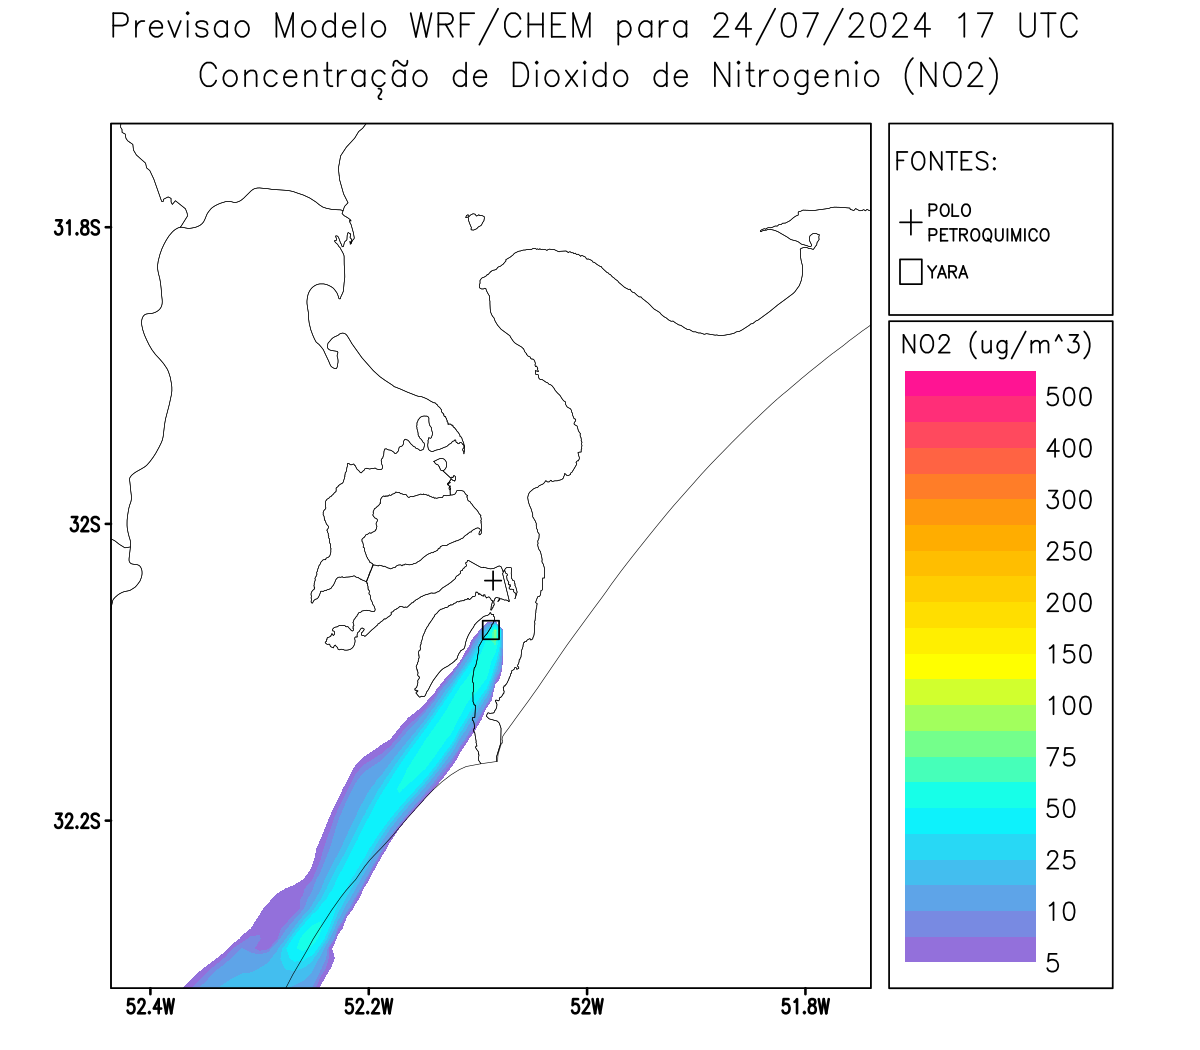 Previsao Modelo WRF/CHEM para 24/07/2024 17 UTC
Concentração de Dioxido de Nitrogenio (NO2)
FONTES:
POLO
PETROQUIMICO
YARA
NO2 (ug/m^3)
500
400
300
250
200
150
100
75
50
25
10
5
31.8S
32S
32.2S
52.4W
52.2W
52W
51.8W